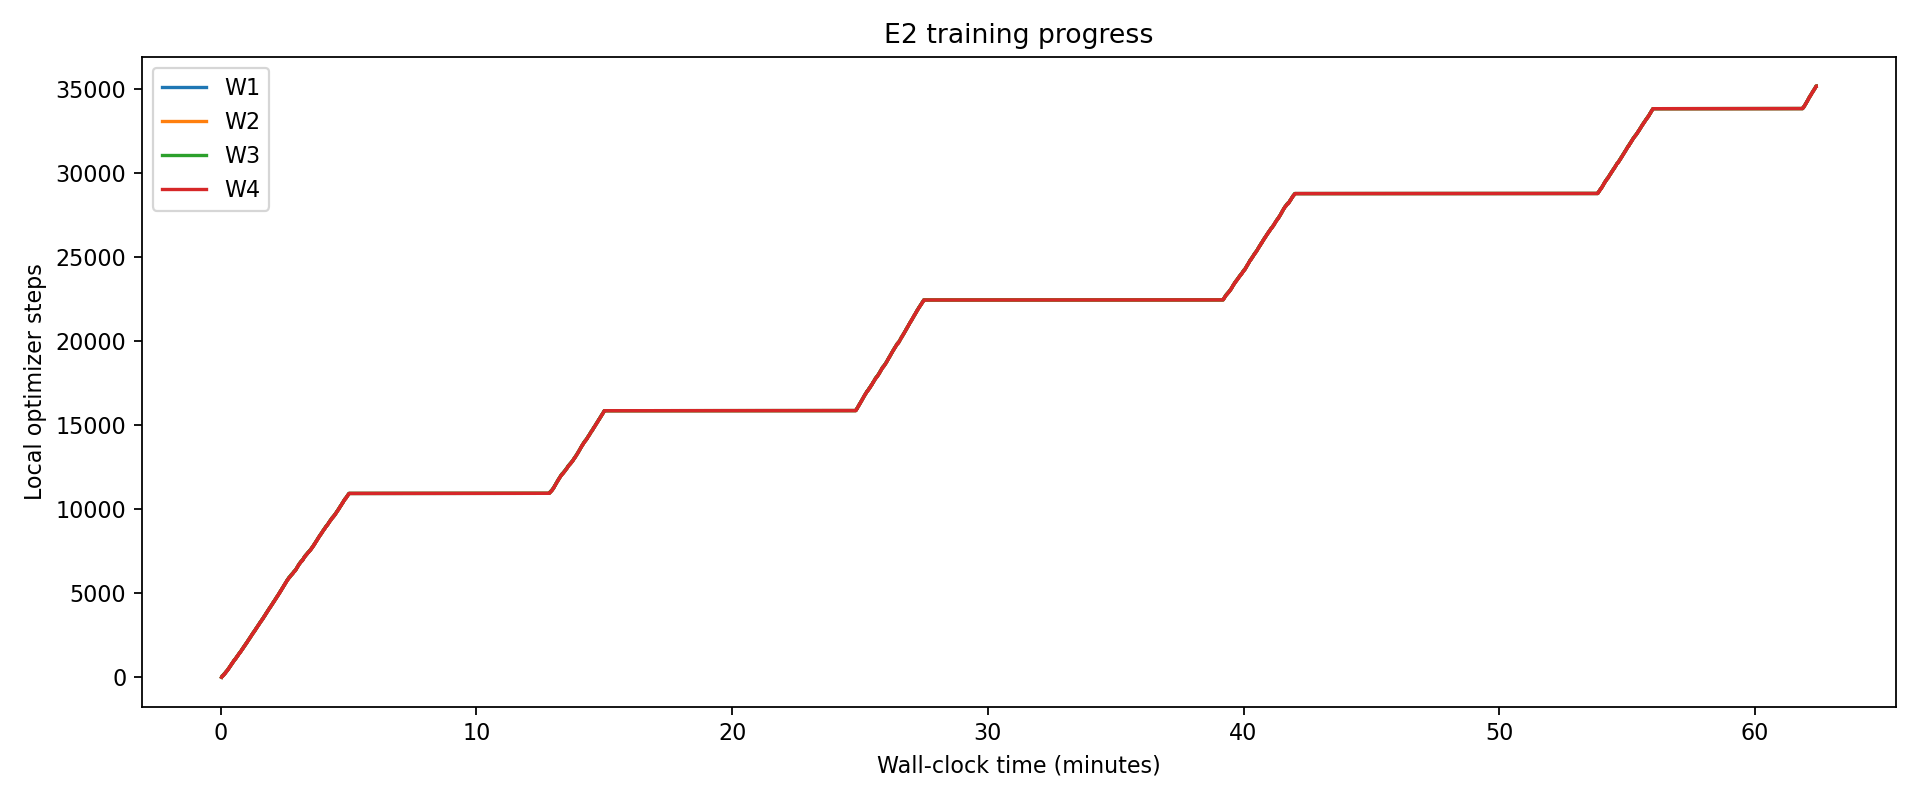 E2 training progress
W1
W2
W3
W4
35000
30000
25000
20000
15000
10000
5000
0
Local optimizer steps
0 10 20 30 40 50 60
Wall-clock time (minutes)